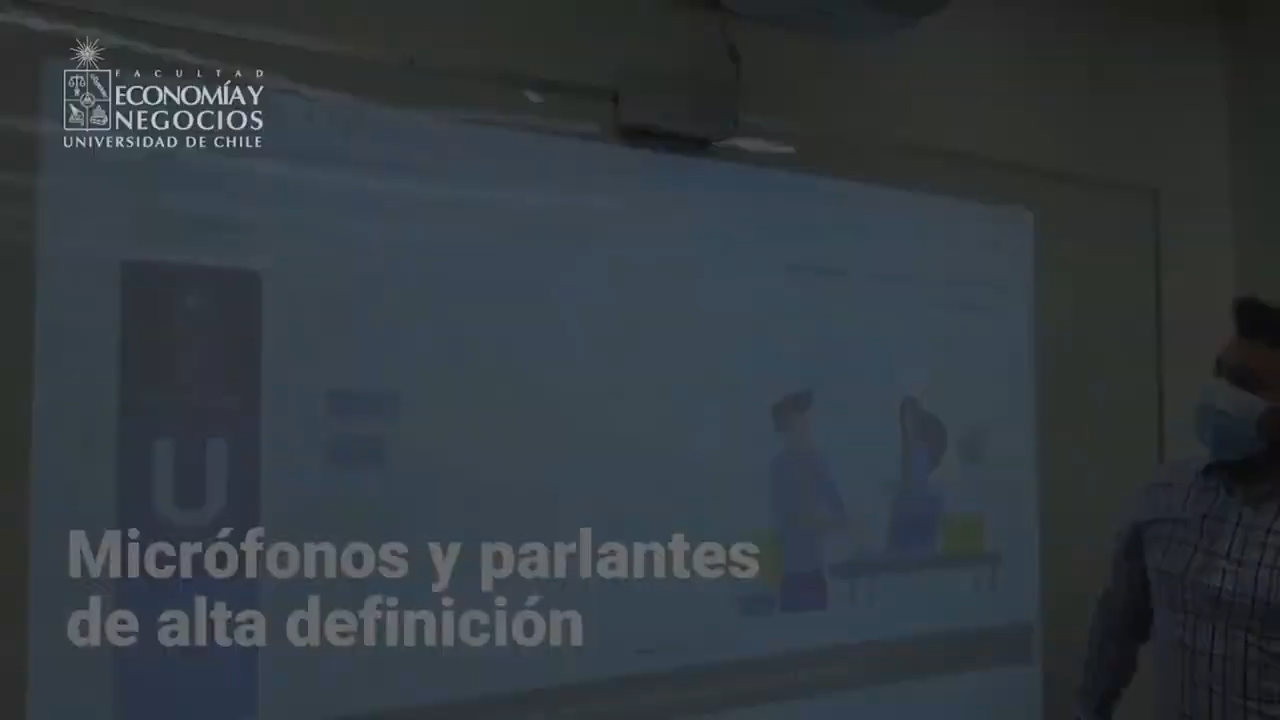 FACULTAD
ECONOMÍA Y
NEGOCIOS
UNIVERSIDAD DE CHILE
U
Micrófonos y parlantes
de alta definición